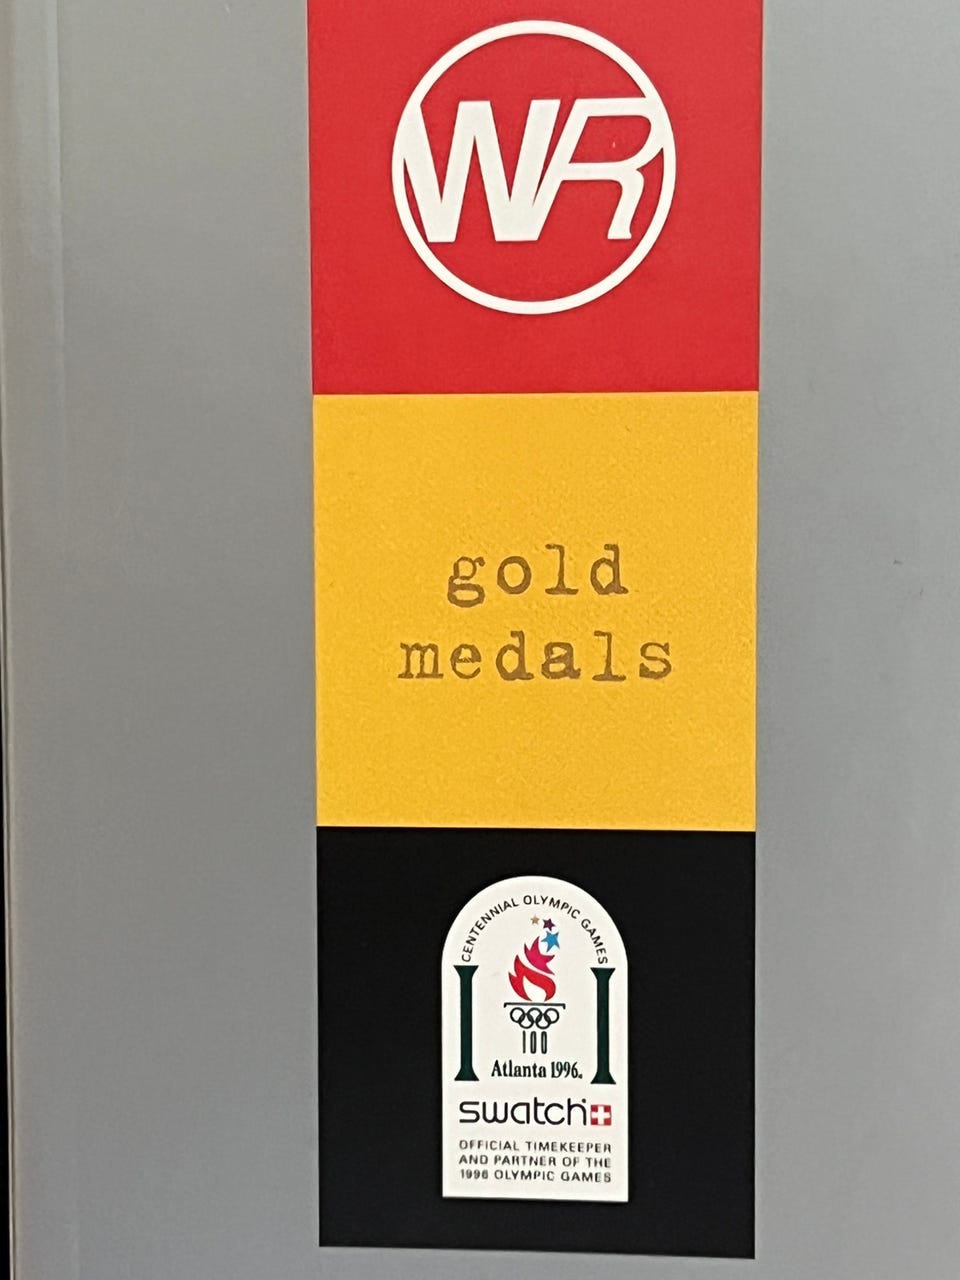 WR
gold
medals
CENTENNIAL OLYMPIC GAMES
100
Atlanta 1996.
swatch
OFFICIAL TIMEKEEPER
AND PARTNER OF THE
1996 OLYMPIC GAMES